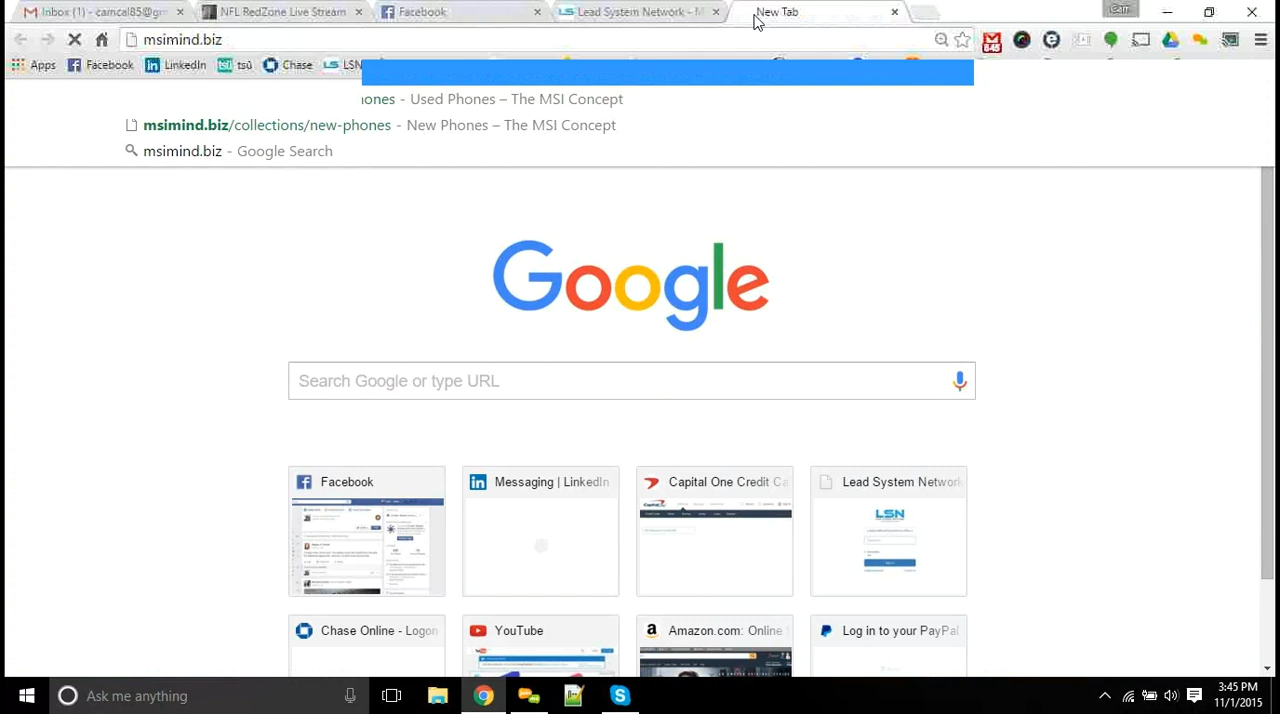 Inbox (1) - camcal85@gm
NFL RedZone Live Stream
Facebook
Lead System Network - M
New Tab
Cam
msimind.biz
645
Apps
Facebook
LinkedIn
tsū
Chase
LSN
ones - Used Phones – The MSI Concept
msimind.biz/collections/new-phones - New Phones – The MSI Concept
msimind.biz - Google Search
Google
Search Google or type URL
Facebook
Messaging | LinkedIn
Capital One Credit Ca
Lead System Network
LSN
Chase Online - Logon
YouTube
Amazon.com: Online
Log in to your PayPal
Ask me anything
3:45 PM
11/1/2015